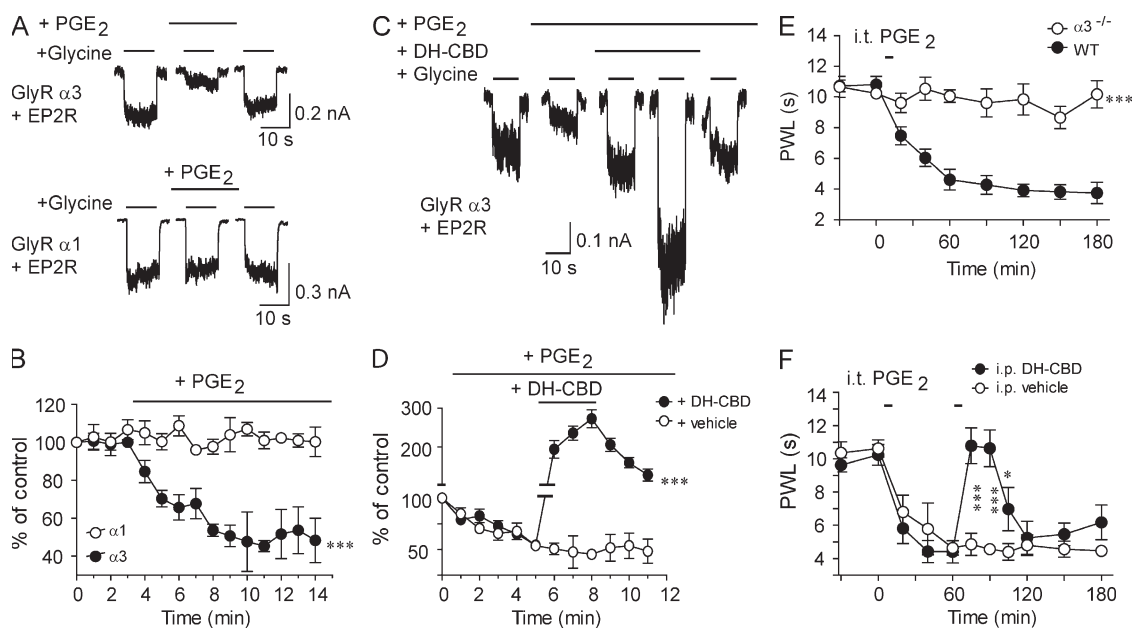 A
+ PGE2
+Glycine
GlyR α3
+ EP2R
0.2 nA
10 s
+ PGE2
+Glycine
GlyR α1
+ EP2R
0.3 nA
10 s
B
+ PGE2
% of control
120
100
80
60
40
α1
α3
***
0 2 4 6 8 10 12 14
Time (min)
C
+ PGE2
+ DH-CBD
+ Glycine
GlyR α3
+ EP2R
0.1 nA
10 s
D
+ PGE2
+ DH-CBD
+ DH-CBD
+ vehicle
% of control
300
200
100
50
***
0 2 4 6 8 10 12
Time (min)
E
i.t. PGE2
α3 -/-
WT
PWL (s)
14
12
10
8
6
4
2
***
0 60 120 180
Time (min)
F
i.t. PGE2
i.p. DH-CBD
i.p. vehicle
PWL (s)
14
12
10
8
6
4
***
***
*
0 60 120 180
Time (min)